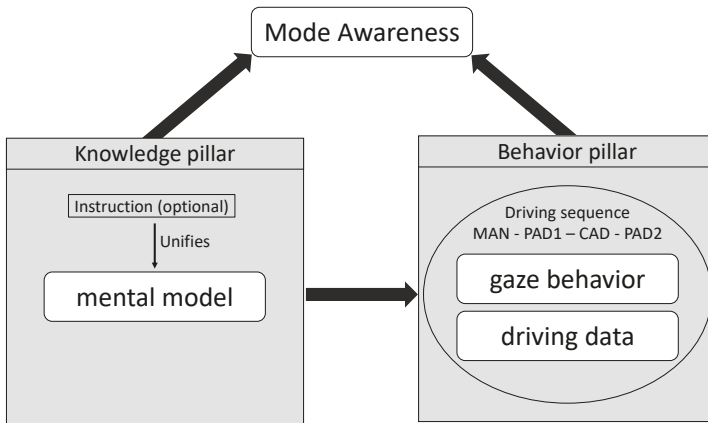 Mode Awareness
Knowledge pillar
Instruction (optional)
Unifies
mental model
Behavior pillar
Driving sequence
MAN - PAD1 – CAD - PAD2
gaze behavior
driving data